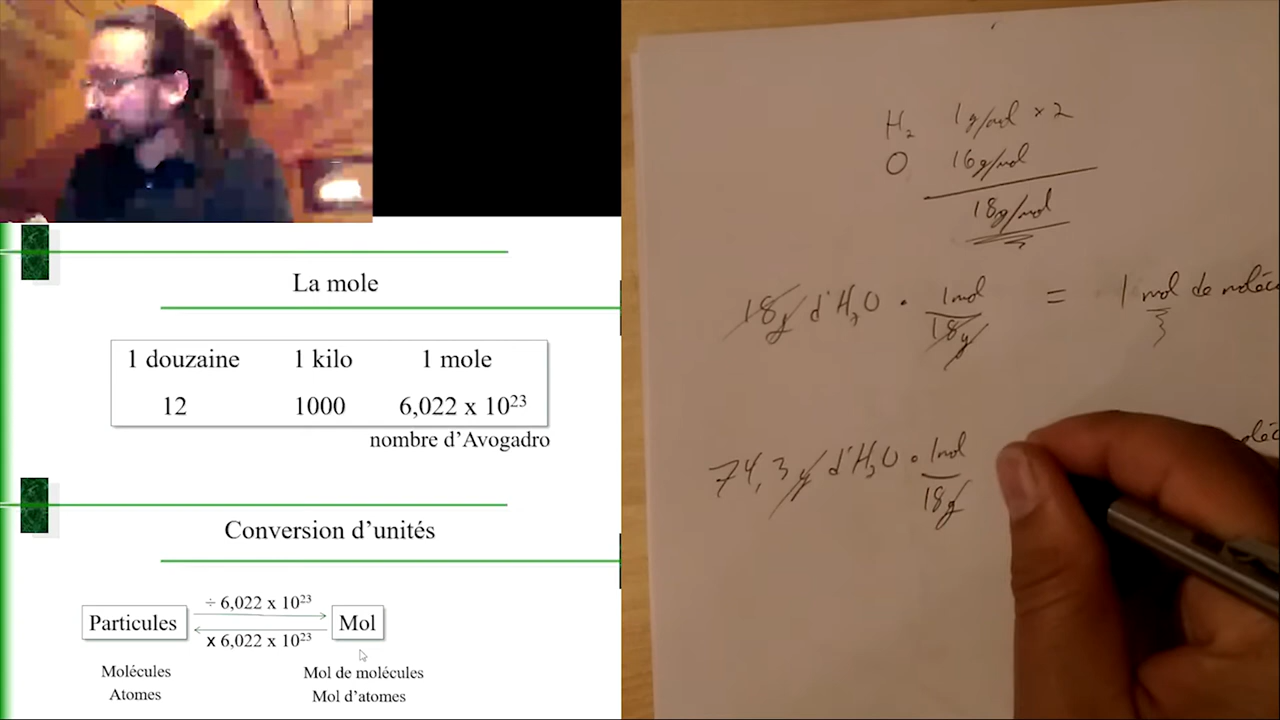 La mole
1 douzaine 1 kilo 1 mole
12 1000 6,022 x 10²³
nombre d'Avogadro
Conversion d'unités
÷ 6,022 x 10²³
Particules Mol
x 6,022 x 10²³
Molécules Mol de molécules
Atomes Mol d'atomes
H₂ 1g/mol x 2
O 16g/mol
18g/mol
18g d'H₂O · 1mol/18g = 1 mol de moléc
74,3 g d'H₂O · 1mol/18g